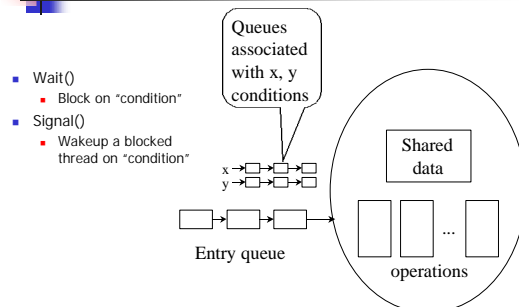 Wait()
Block on "condition"
Signal()
Wakeup a blocked
thread on "condition"
Queues
associated
with x, y
conditions
x
y
Entry queue
Shared
data
...
operations